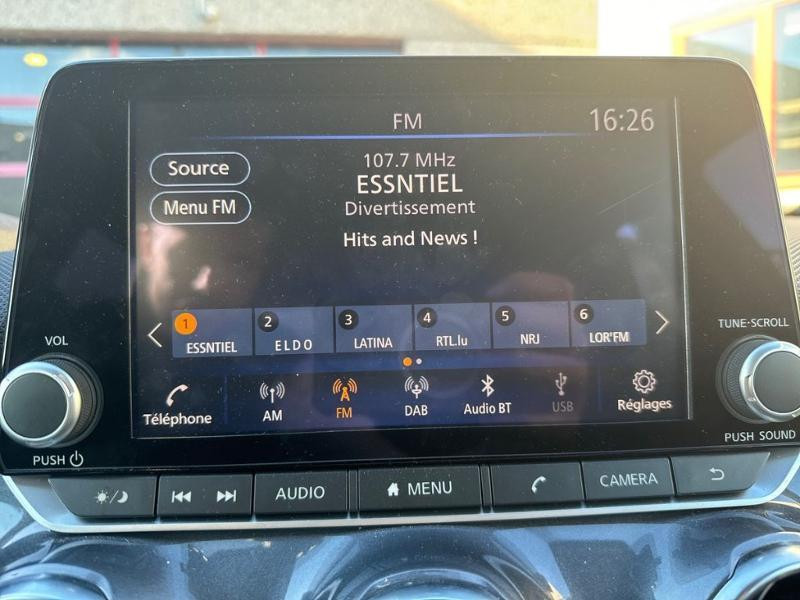 FM
16:26
Source
107.7 MHz
ESSNTIEL
Menu FM
Divertissement
Hits and News !
1
ESSNTIEL
2
ELDO
3
LATINA
4
RTL.lu
5
NRJ
6
LOR'FM
VOL
TUNE·SCROLL
Téléphone
AM
FM
DAB
Audio BT
USB
Réglages
PUSH
PUSH SOUND
AUDIO
MENU
CAMERA